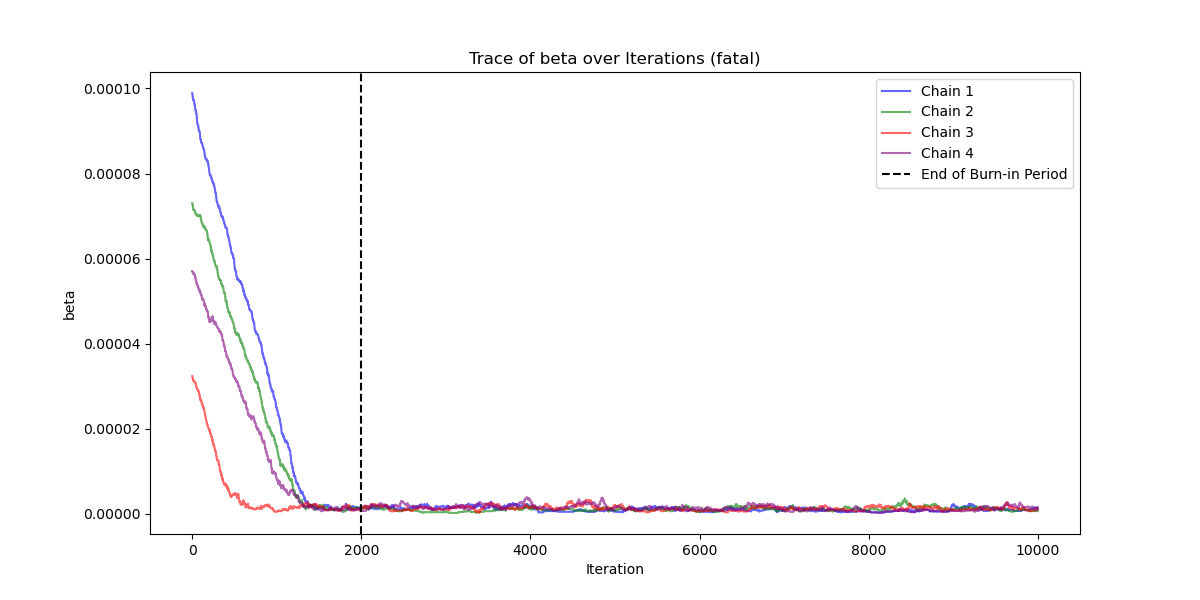 Trace of beta over Iterations (fatal)
0.00010
0.00008
0.00006
0.00004
0.00002
0.00000
beta
Chain 1
Chain 2
Chain 3
Chain 4
End of Burn-in Period
0
2000
4000
6000
8000
10000
Iteration